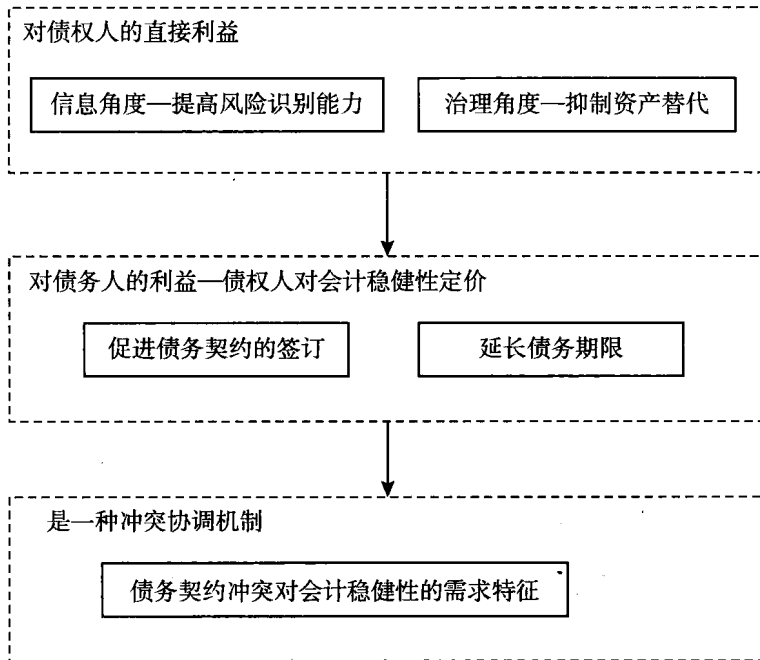 对债权人的直接利益
信息角度—提高风险识别能力
治理角度—抑制资产替代
对债务人的利益—债权人对会计稳健性定价
促进债务契约的签订
延长债务期限
是一种冲突协调机制
债务契约冲突对会计稳健性的需求特征